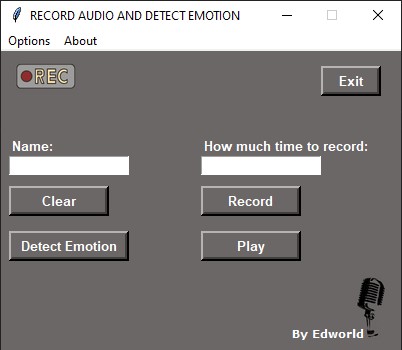 RECORD AUDIO AND DETECT EMOTION
Options About
REC
Exit
Name:
How much time to record:
Clear
Record
Detect Emotion
Play
By Edworld